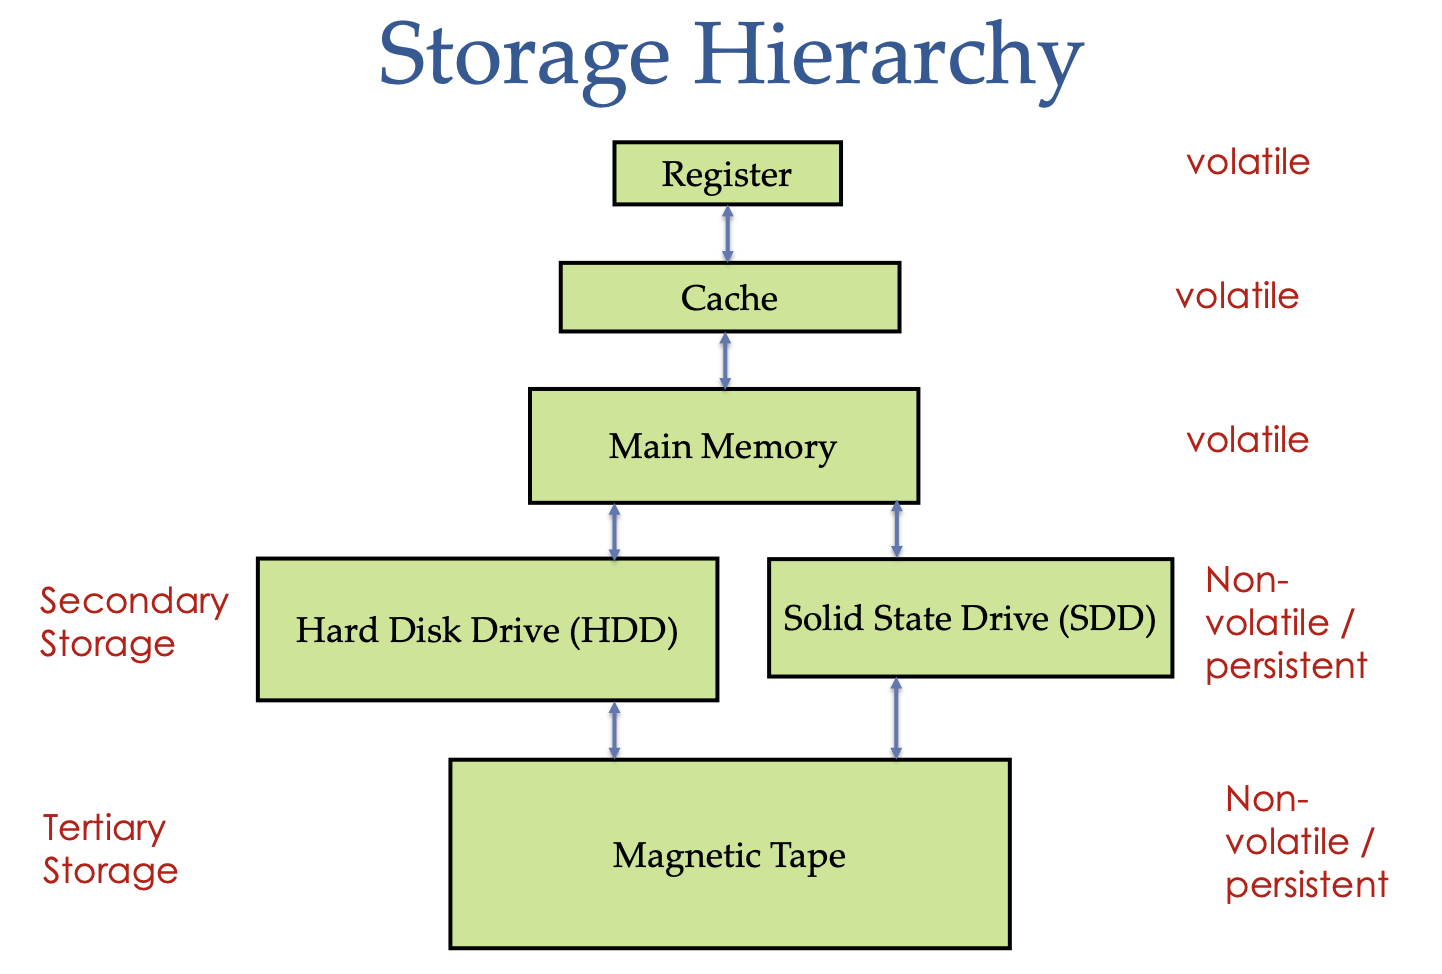 Storage Hierarchy
Register
volatile
Cache
volatile
Main Memory
volatile
Secondary
Storage
Hard Disk Drive (HDD)
Solid State Drive (SDD)
Non-
volatile /
persistent
Tertiary
Storage
Magnetic Tape
Non-
volatile /
persistent